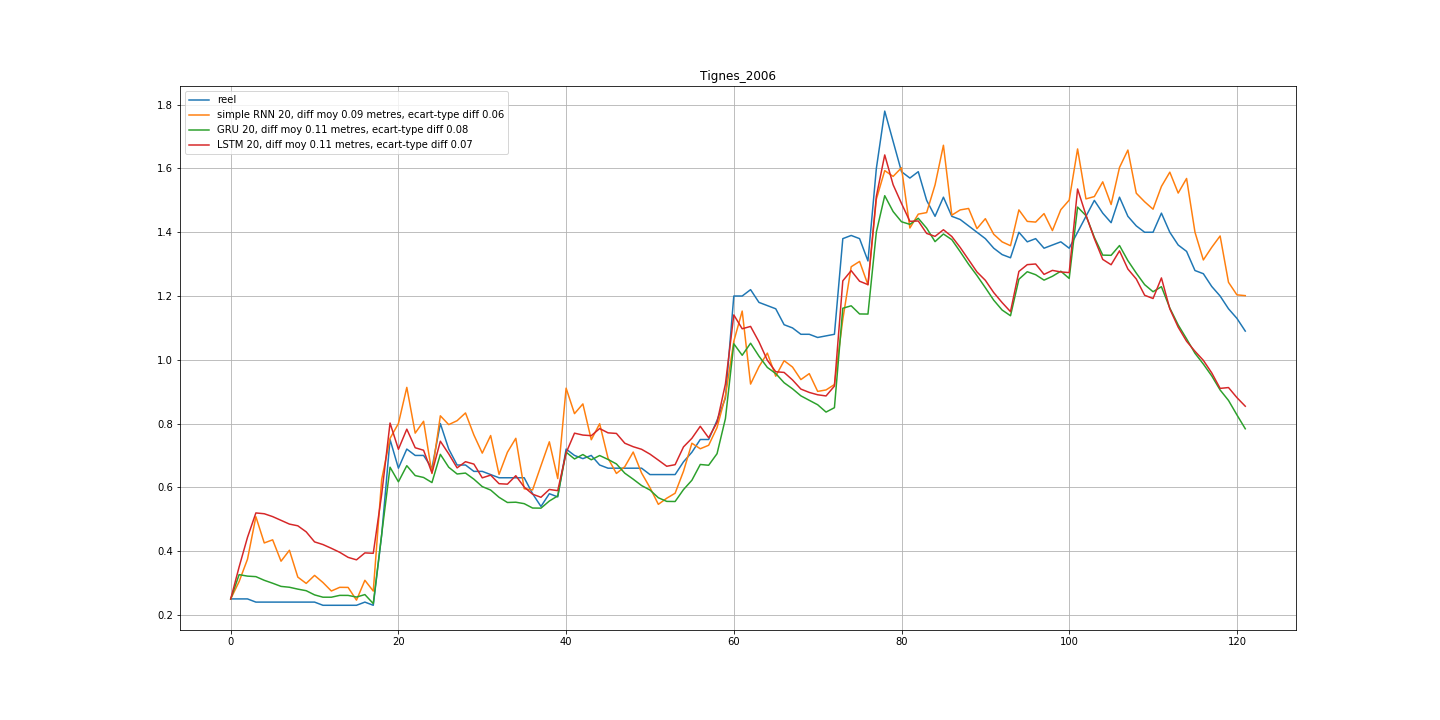 Tignes_2006
reel
simple RNN 20, diff moy 0.09 metres, ecart-type diff 0.06
GRU 20, diff moy 0.11 metres, ecart-type diff 0.08
LSTM 20, diff moy 0.11 metres, ecart-type diff 0.07
1.8
1.6
1.4
1.2
1.0
0.8
0.6
0.4
0.2
0 20 40 60 80 100 120